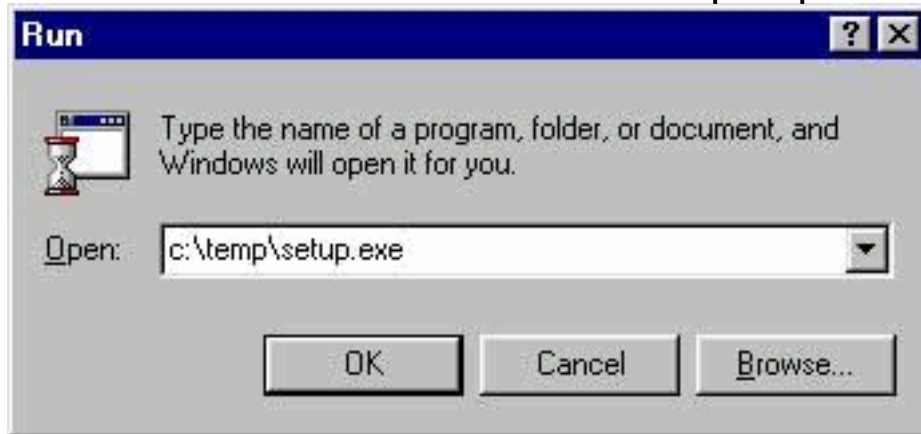 Run
Type the name of a program, folder, or document, and
Windows will open it for you.
Open: c:\temp\setup.exe
OK Cancel Browse...